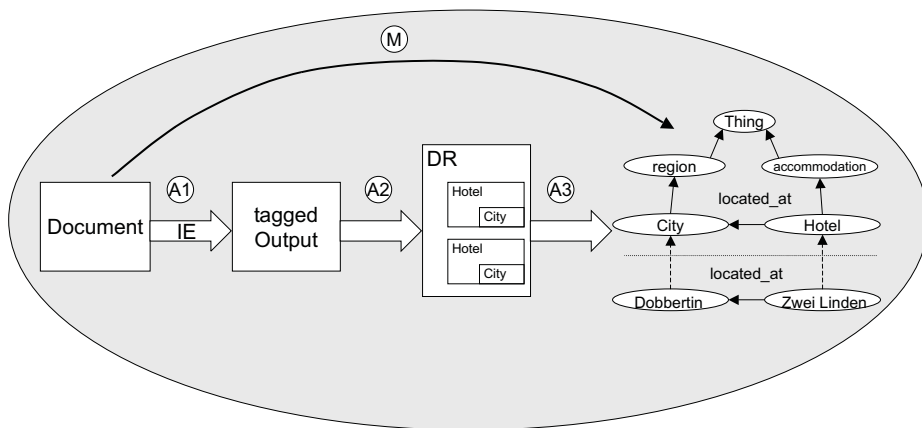 M
Thing
DR
region
accommodation
A1
A2
A3
Hotel
City
located_at
Document
IE
tagged
Output
City
Hotel
Hotel
City
located_at
Dobbertin
Zwei Linden